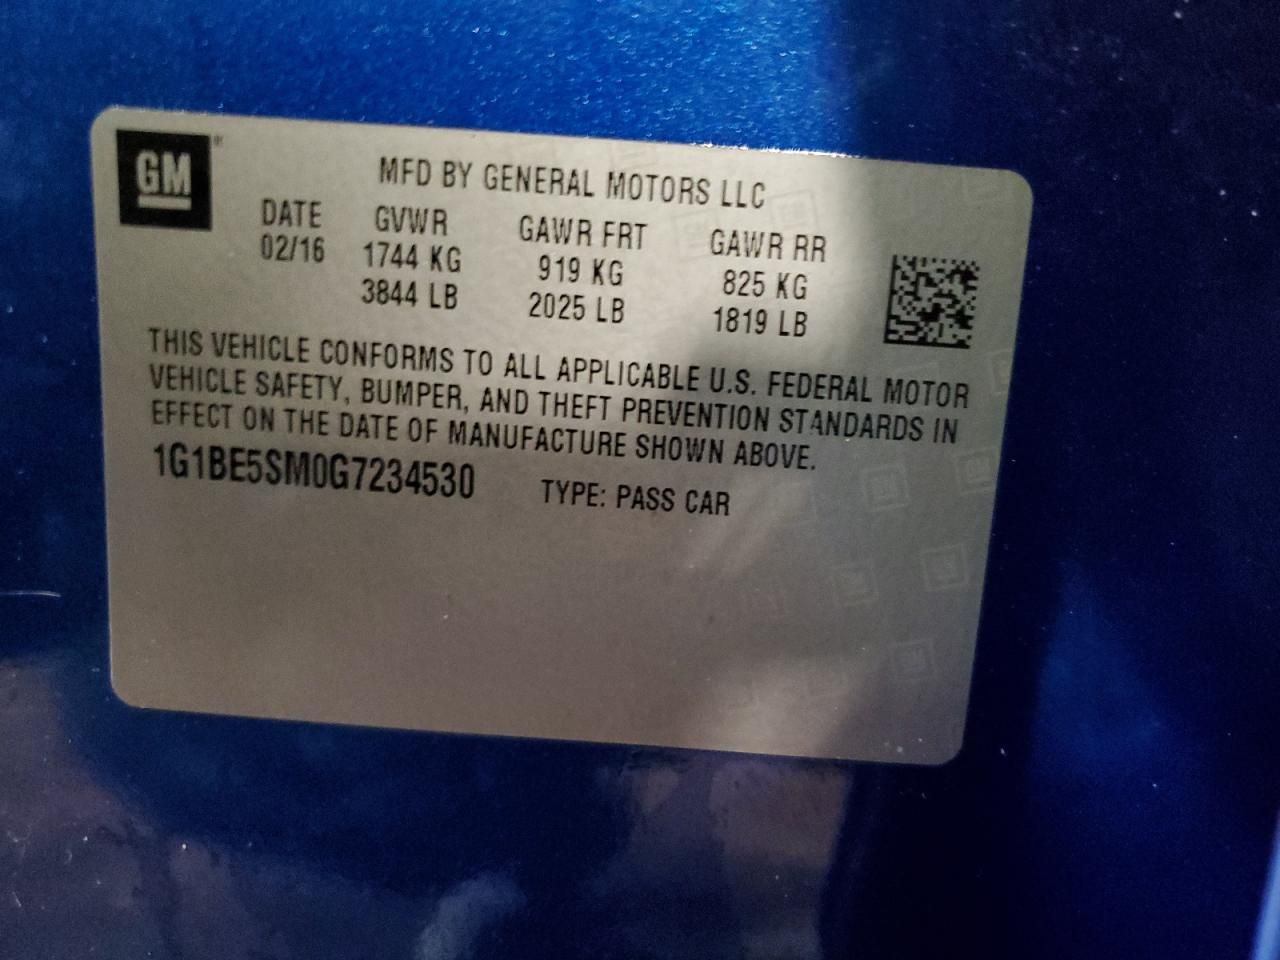 GM
MFD BY GENERAL MOTORS LLC
DATE GVWR GAWR FRT GAWR RR
02/16 1744 KG 919 KG 825 KG
3844 LB 2025 LB 1819 LB
THIS VEHICLE CONFORMS TO ALL APPLICABLE U.S. FEDERAL MOTOR
VEHICLE SAFETY, BUMPER, AND THEFT PREVENTION STANDARDS IN
EFFECT ON THE DATE OF MANUFACTURE SHOWN ABOVE.
1G1BE5SM0G7234530 TYPE: PASS CAR